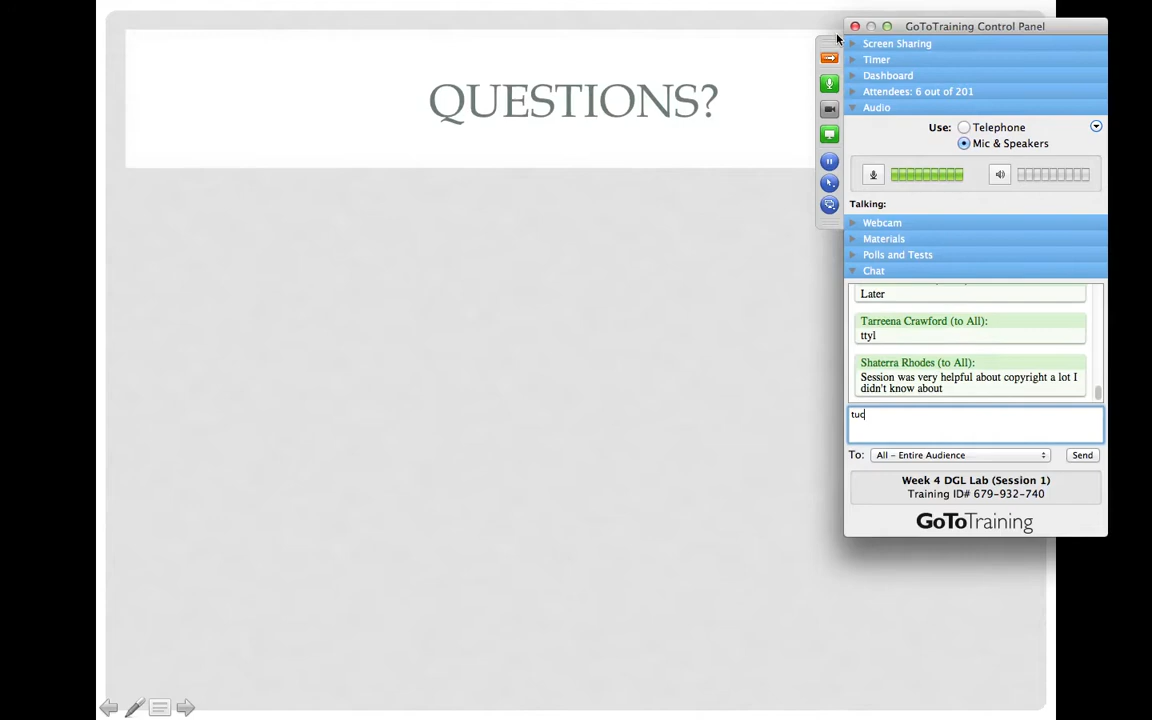 QUESTIONS?
GoToTraining Control Panel
Screen Sharing
Timer
Dashboard
Attendees: 6 out of 201
Audio
Use: Telephone
Mic & Speakers
Talking:
Webcam
Materials
Polls and Tests
Chat
Later
Tarreena Crawford (to All):
ttyl
Shaterra Rhodes (to All):
Session was very helpful about copyright a lot I
didn't know about
tuc
To: All – Entire Audience Send
Week 4 DGL Lab (Session 1)
Training ID# 679-932-740
GoToTraining